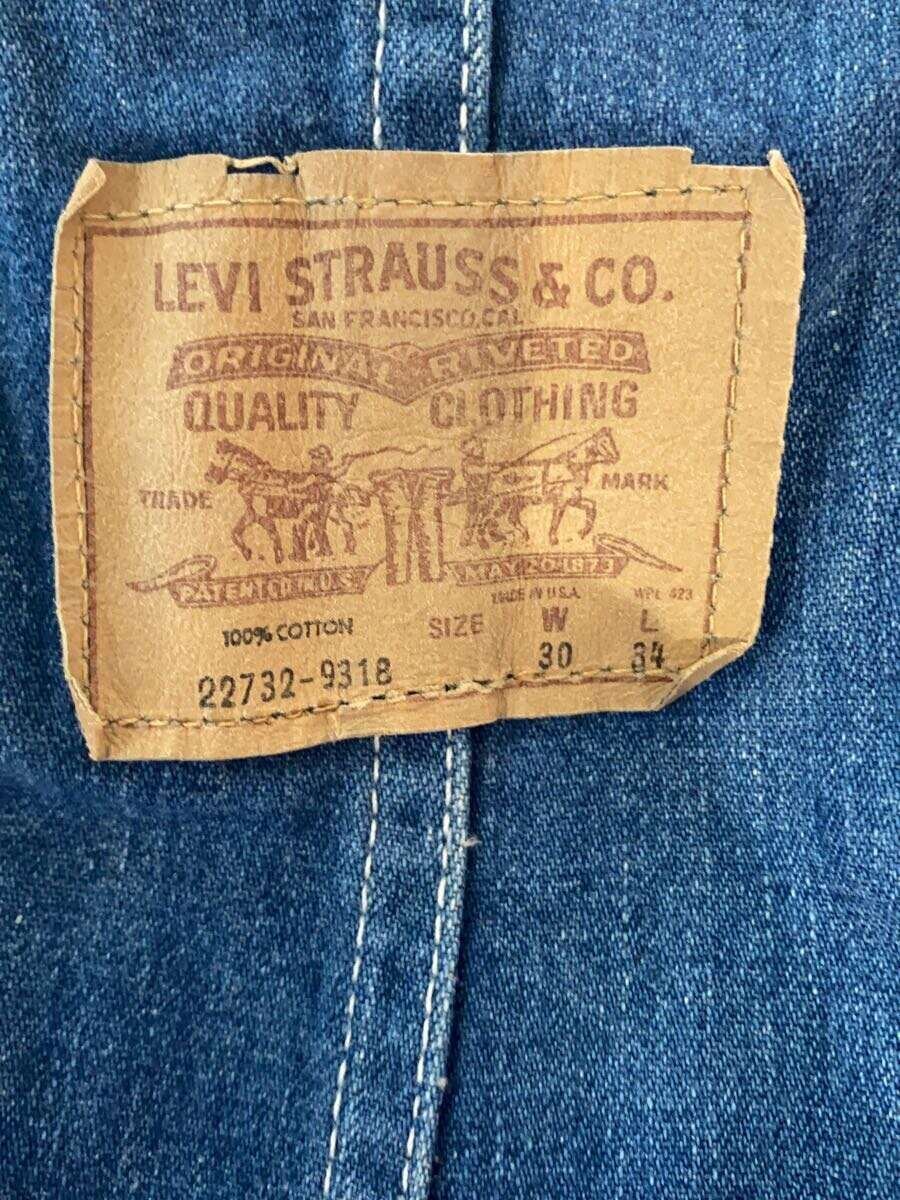 LEVI STRAUSS & CO.
SAN FRANCISCO, CAL.
ORIGINAL RIVETED
QUALITY CLOTHING
TRADE MARK
PATENTED IN U.S. MAY 20 1873
MADE IN U.S.A. WPL 423
100% COTTON SIZE W L
22732-9318 30 34